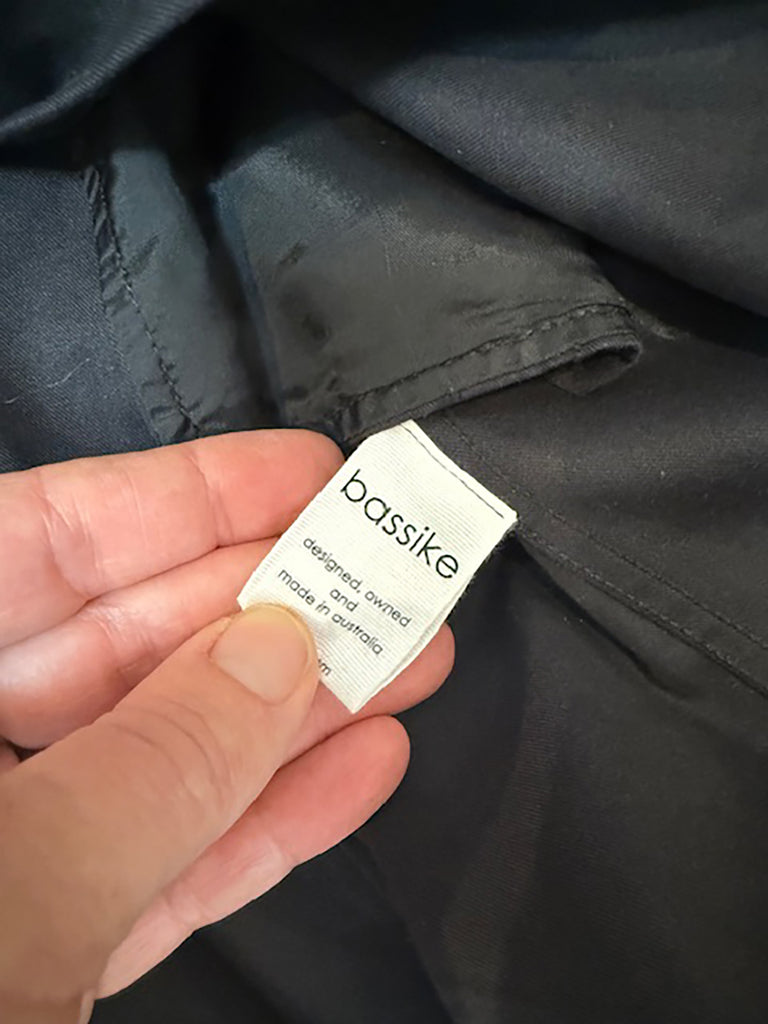 bassike
designed, owned
and
made in australia